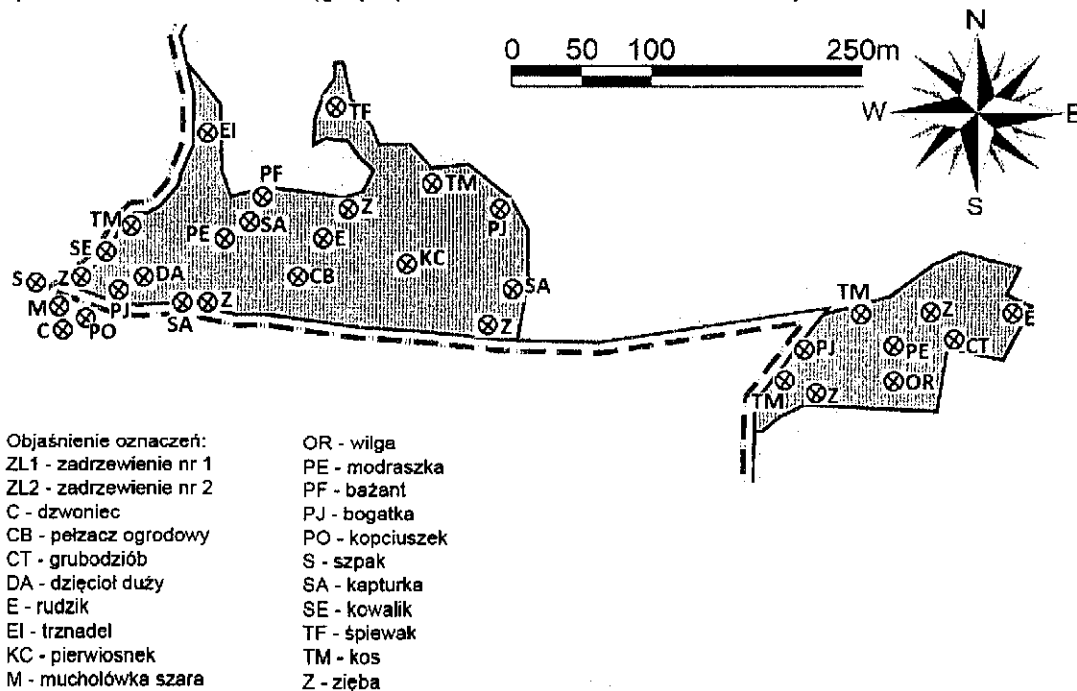 0 50 100 250m
N
W E
S
TF
EI
PF
TM
TM
SA
Z
PJ
SE
PE
E
KC
S
Z
DA
CB
SA
M
PJ
Z
C
PO
SA
Z
TM
Z
E
PJ
PE
CT
TM
Z
OR
Objaśnienie oznaczeń:
ZL1 - zadrzewienie nr 1
ZL2 - zadrzewienie nr 2
C - dzwoniec
CB - pełzacz ogrodowy
CT - grubodziób
DA - dzięcioł duży
E - rudzik
EI - trznadel
KC - pierwiosnek
M - mucholówka szara
OR - wilga
PE - modraszka
PF - bażant
PJ - bogatka
PO - kopciuszek
S - szpak
SA - kapturka
SE - kowalik
TF - śpiewak
TM - kos
Z - zięba